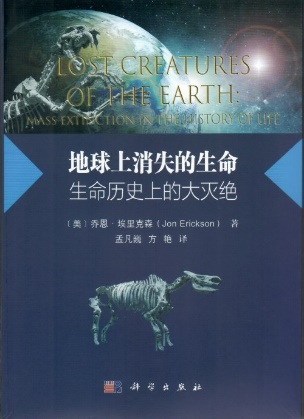 LOST CREATURES
OF THE EARTH:
MASS EXTINCTION IN THE HISTORY OF LIFE
地球上消失的生命
生命历史上的大灭绝
（美）乔恩·埃里克森（Jon Erickson） 著
孟凡巍 方艳 译
科学出版社